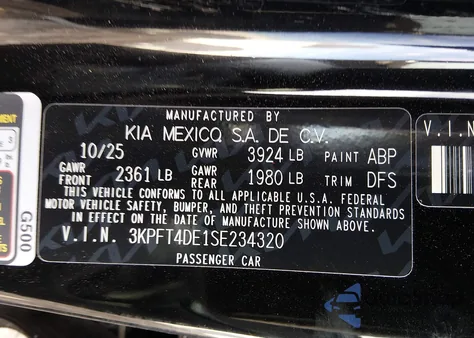 MANUFACTURED BY
KIA MEXICO, S.A. DE C.V.
10/25 GVWR 3924 LB PAINT ABP
GAWR FRONT 2361 LB GAWR REAR 1980 LB TRIM DFS
THIS VEHICLE CONFORMS TO ALL APPLICABLE U.S.A. FEDERAL
MOTOR VEHICLE SAFETY, BUMPER, AND THEFT PREVENTION STANDARDS
IN EFFECT ON THE DATE OF MANUFACTURE SHOWN ABOVE.
V.I.N. 3KPFT4DE1SE234320
PASSENGER CAR
G500
V.I.N